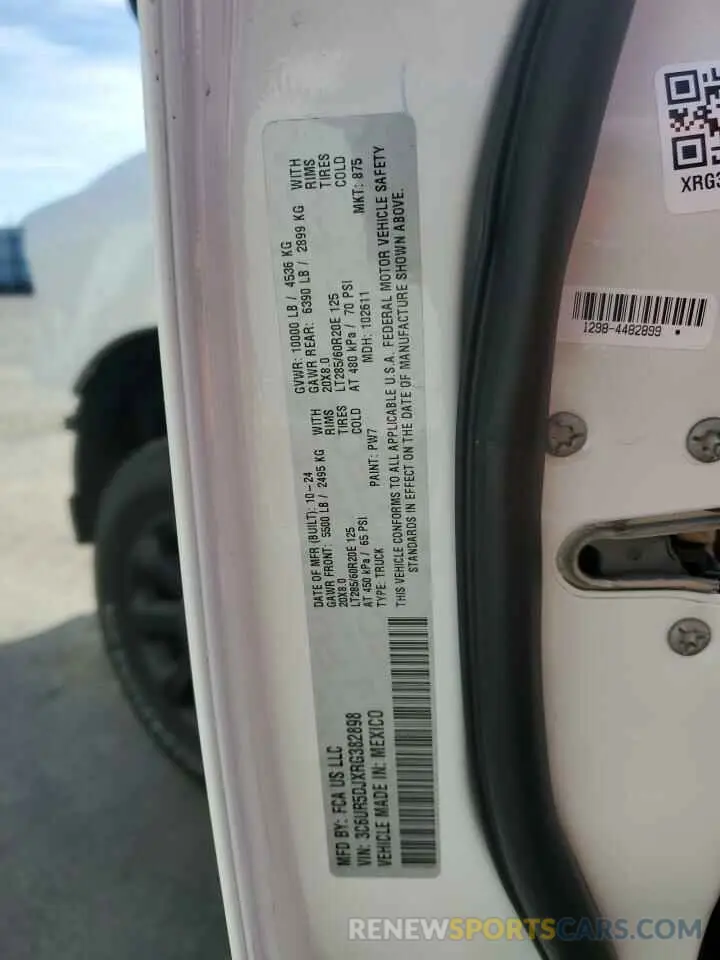 MFD BY: FCA US LLC
VIN: 3C6UR5DJXRG382898
VEHICLE MADE IN: MEXICO
DATE OF MFR (BUILT): 10-24
GAWR FRONT: 5500 LB / 2495 KG WITH
20X8.0 RIMS
LT285/60R20E 125 TIRES
AT 450 kPa / 65 PSI COLD
TYPE: TRUCK PAINT: PW7
GVWR: 10000 LB / 4536 KG
GAWR REAR: 6390 LB / 2899 KG WITH
20X8.0 RIMS
LT285/60R20E 125 TIRES
AT 480 kPa / 70 PSI COLD
MDH: 102611 MKT: 875
THIS VEHICLE CONFORMS TO ALL APPLICABLE U.S.A. FEDERAL MOTOR VEHICLE SAFETY
STANDARDS IN EFFECT ON THE DATE OF MANUFACTURE SHOWN ABOVE.
XRG3
1298-4482899 *
RENEWSPORTSCARS.COM